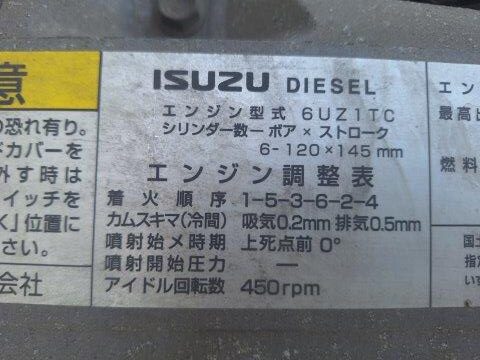 意
の恐れ有り。
ドカバーを
外す時は
イッチを
K」位置に
さい。
会社
ISUZU DIESEL
エンジン型式 6UZ1TC
シリンダー数ーボア×ストローク
6-120×145mm
エンジン調整表
着火順序 1-5-3-6-2-4
カムスキマ(冷間) 吸気0.2mm 排気0.5mm
噴射始メ時期 上死点前 0°
噴射開始圧力 —
アイドル回転数 450rpm
エン
最高出
燃料
国土
指定
いす